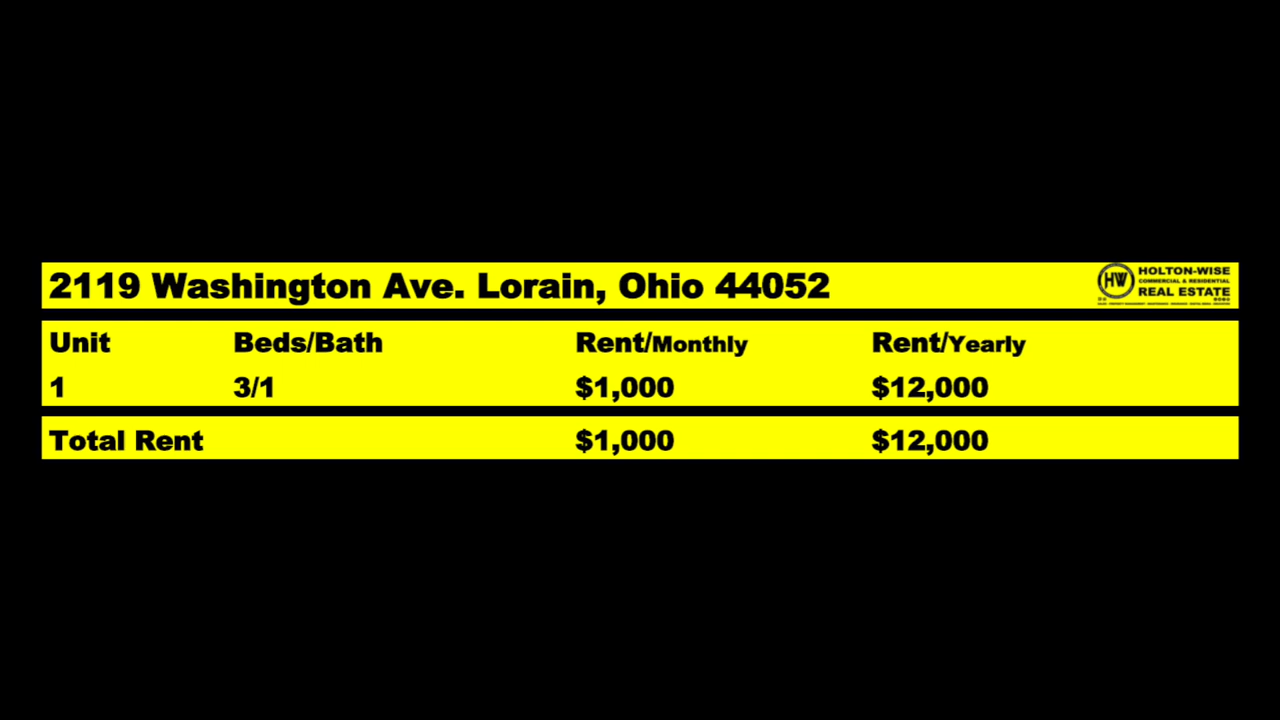 2119 Washington Ave. Lorain, Ohio 44052
HW
HOLTON-WISE
COMMERCIAL & RESIDENTIAL
REAL ESTATE
Unit Beds/Bath Rent/Monthly Rent/Yearly
1 3/1 $1,000 $12,000
Total Rent $1,000 $12,000